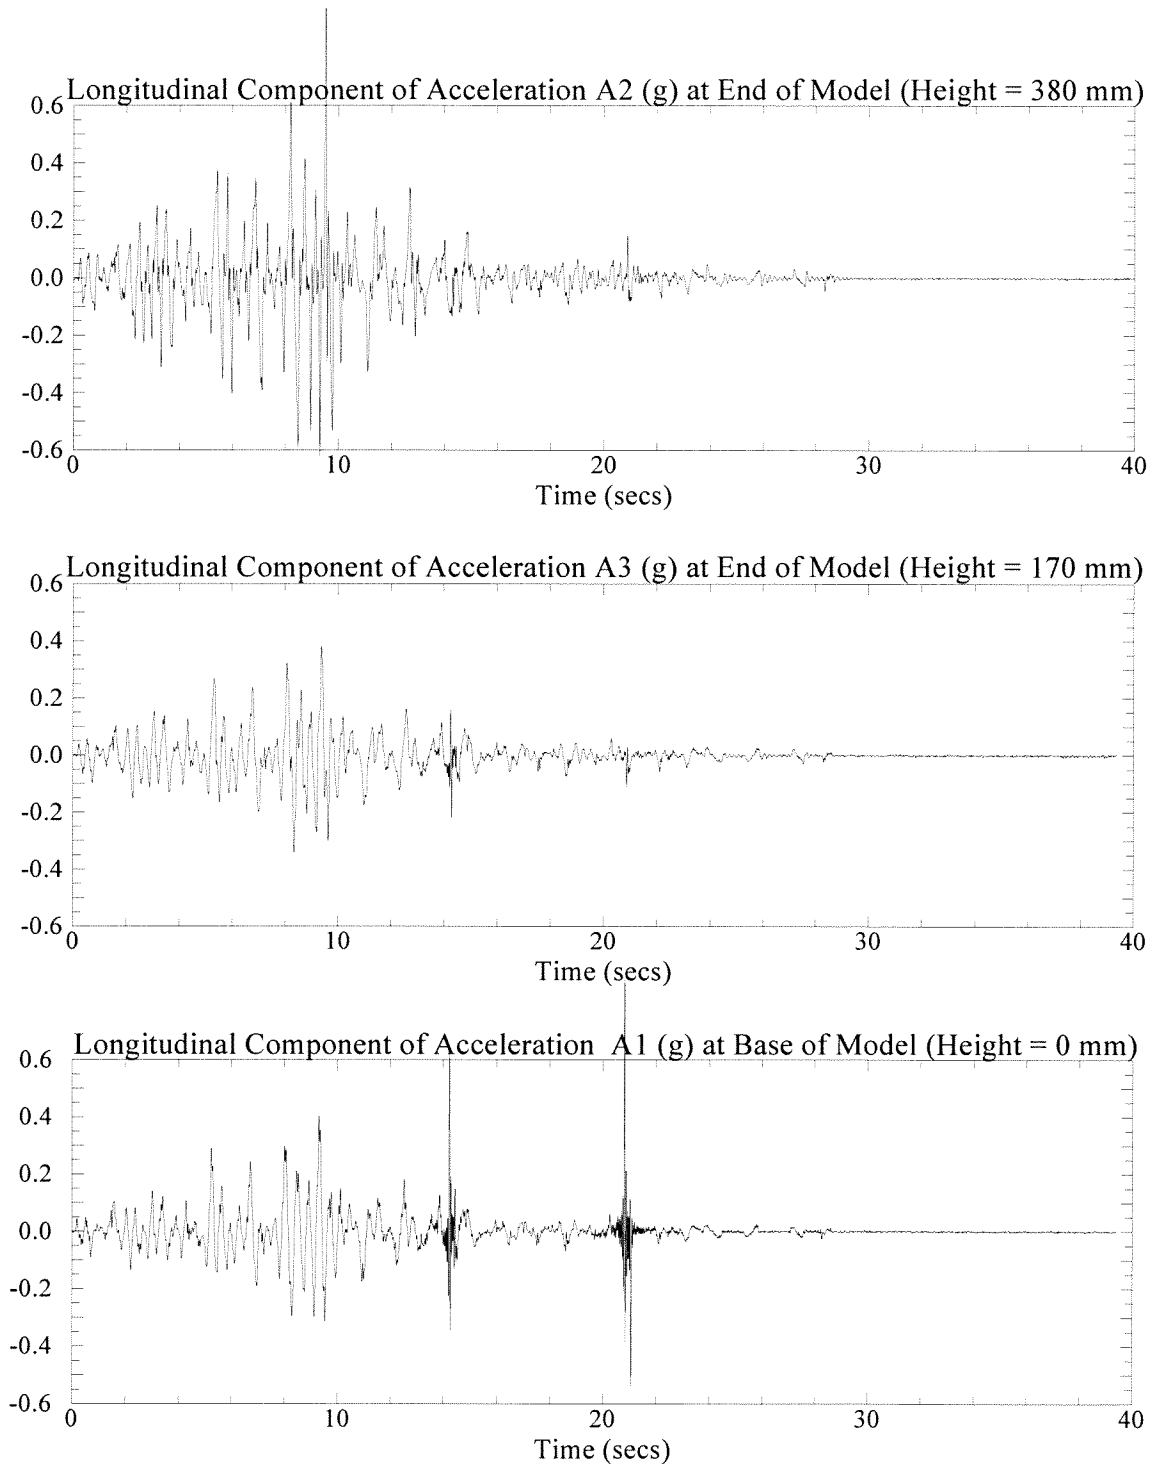 Longitudinal Component of Acceleration A2 (g) at End of Model (Height = 380 mm)
0.6
0.4
0.2
0.0
-0.2
-0.4
-0.6
0 10 20 30 40
Time (secs)
Longitudinal Component of Acceleration A3 (g) at End of Model (Height = 170 mm)
0.6
0.4
0.2
0.0
-0.2
-0.4
-0.6
0 10 20 30 40
Time (secs)
Longitudinal Component of Acceleration A1 (g) at Base of Model (Height = 0 mm)
0.6
0.4
0.2
0.0
-0.2
-0.4
-0.6
0 10 20 30 40
Time (secs)